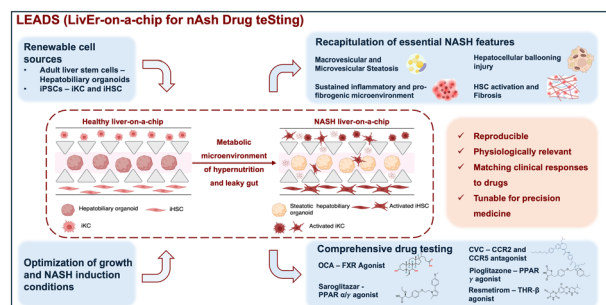 LEADS (LivEr-on-a-chip for nAsh Drug teSting)
Renewable cell
sources
• Adult liver stem cells –
Hepatobiliary organoids
• iPSCs – iKC and iHSC
Recapitulation of essential NASH features
Macrovesicular and
Microvesicular Steatosis
Hepatocellular ballooning
injury
Sustained inflammatory and pro-
fibrogenic microenvironment
HSC activation and
Fibrosis
Healthy liver-on-a-chip
Metabolic
microenvironment
of hypernutrition
and leaky gut
NASH liver-on-a-chip
Hepatobiliary organoid
iHSC
iKC
Steatotic hepatobiliary
organoid
Activated iHSC
Activated iKC
✓ Reproducible
✓ Physiologically relevant
✓ Matching clinical responses
to drugs
✓ Tunable for precision
medicine
Optimization of growth
and NASH induction
conditions
Comprehensive drug testing
OCA – FXR Agonist
Saroglitazar -
PPAR α/γ agonist
CVC – CCR2 and
CCR5 antagonist
Pioglitazone – PPAR
γ agonist
Resmetirom – THR-β
agonist